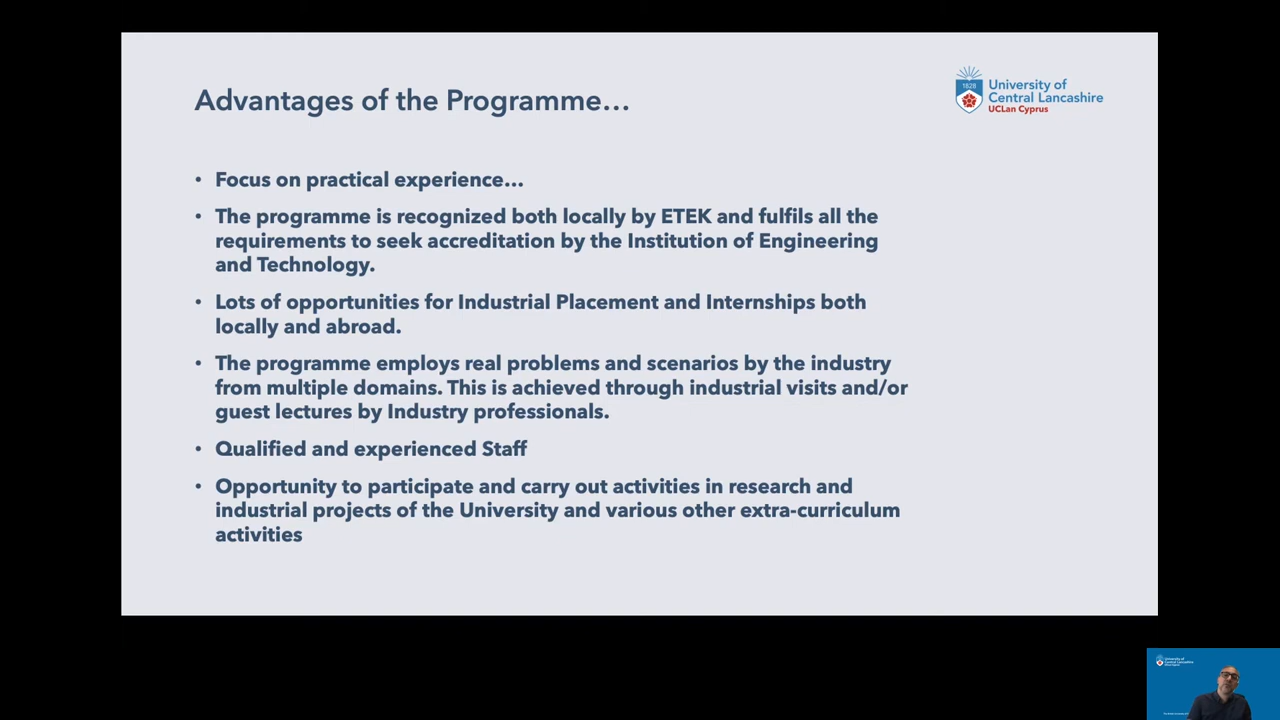 Advantages of the Programme…
University of
Central Lancashire
UCLan Cyprus
1828
• Focus on practical experience…
• The programme is recognized both locally by ETEK and fulfils all the
requirements to seek accreditation by the Institution of Engineering
and Technology.
• Lots of opportunities for Industrial Placement and Internships both
locally and abroad.
• The programme employs real problems and scenarios by the industry
from multiple domains. This is achieved through industrial visits and/or
guest lectures by Industry professionals.
• Qualified and experienced Staff
• Opportunity to participate and carry out activities in research and
industrial projects of the University and various other extra-curriculum
activities
University of
Central Lancashire